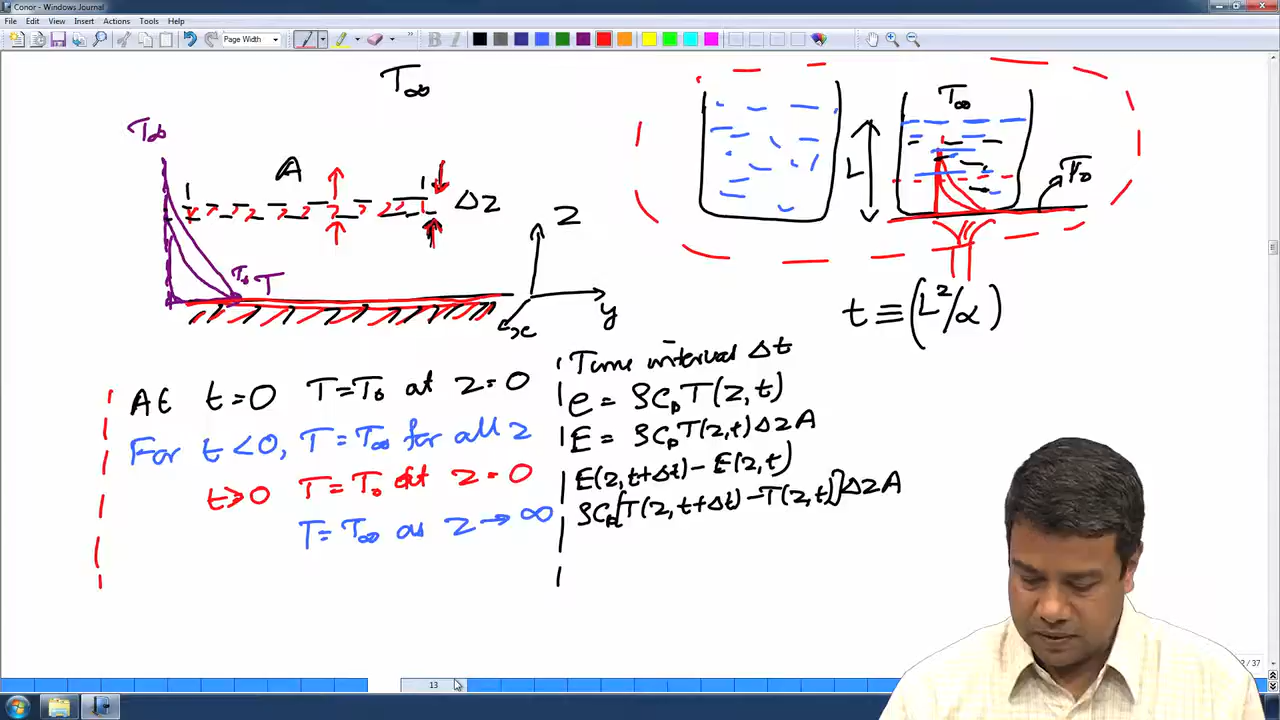 Conor - Windows Journal
File Edit View Insert Actions Tools Help
Page Width
T∞
T∞
A
Δz
z
y
x
T₀ T
T∞
L
T₀
t ≡ (L²/α)
At t=0 T=T₀ at z=0
For t<0, T=T∞ for all z
t≥0 T=T₀ at z=0
T=T∞ as z→∞
Time interval Δt
e = ρCₚT(z,t)
E = ρCₚT(z,t)ΔzA
E(z,t+Δt)-E(z,t)
ρCₚ[T(z,t+Δt)-T(z,t)]ΔzA
13
/37